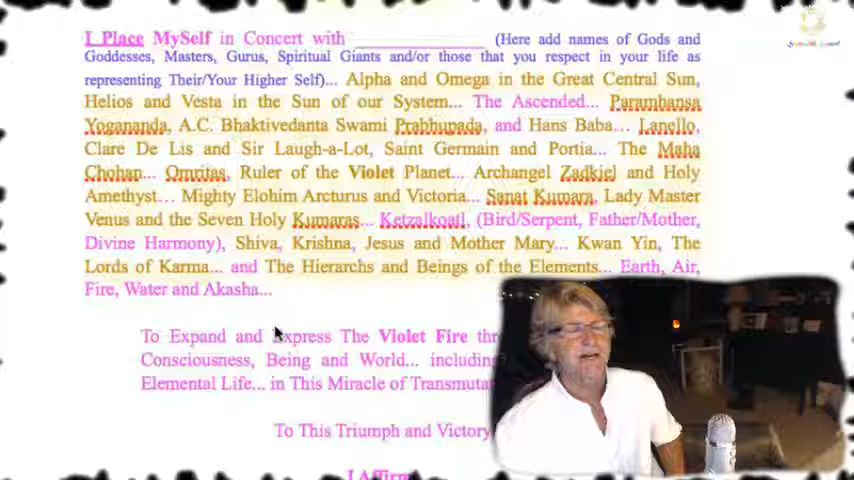 I Place MySelf in Concert with _______________ (Here add names of Gods and
Goddesses, Masters, Gurus, Spiritual Giants and/or those that you respect in your life as
representing Their/Your Higher Self)... Alpha and Omega in the Great Central Sun,
Helios and Vesta in the Sun of our System... The Ascended... Paramhansa
Yogananda, A.C. Bhaktivedanta Swami Prabhupada, and Hans Baba... Lanello,
Clare De Lis and Sir Laugh-a-Lot, Saint Germain and Portia... The Maha
Chohan... Omritas, Ruler of the Violet Planet... Archangel Zadkiel and Holy
Amethyst... Mighty Elohim Arcturus and Victoria... Sanat Kumara, Lady Master
Venus and the Seven Holy Kumaras... Ketzalkoatl, (Bird/Serpent, Father/Mother,
Divine Harmony), Shiva, Krishna, Jesus and Mother Mary... Kwan Yin, The
Lords of Karma... and The Hierarchs and Beings of the Elements... Earth, Air,
Fire, Water and Akasha...
To Expand and Express The Violet Fire
Consciousness, Being and World... including
Elemental Life... in This Miracle of
To This Triumph and Victory
I Affirm